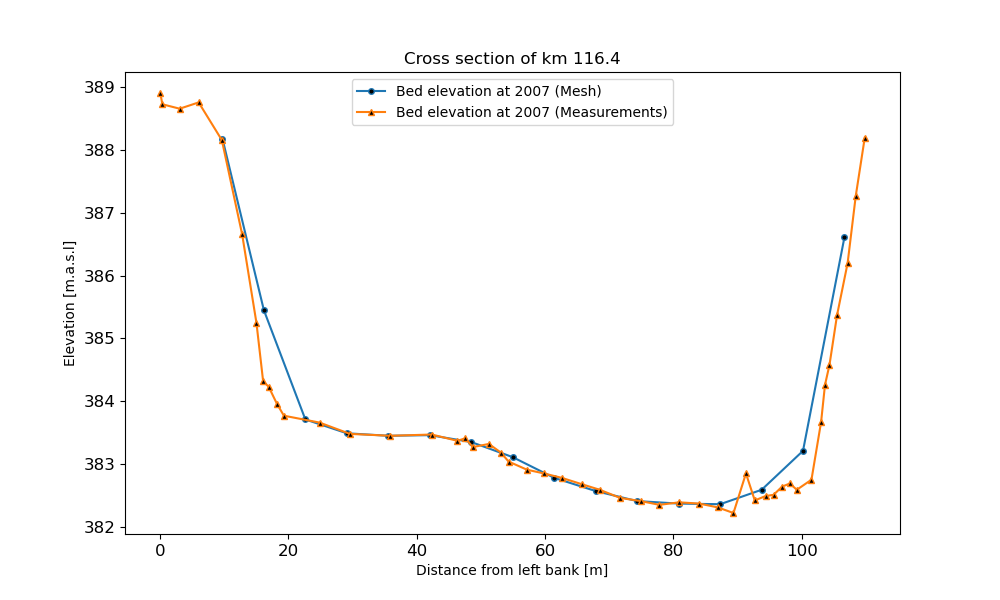 Cross section of km 116.4
Bed elevation at 2007 (Mesh)
Bed elevation at 2007 (Measurements)
389
388
387
386
385
384
383
382
Elevation [m.a.s.l]
0 20 40 60 80 100
Distance from left bank [m]